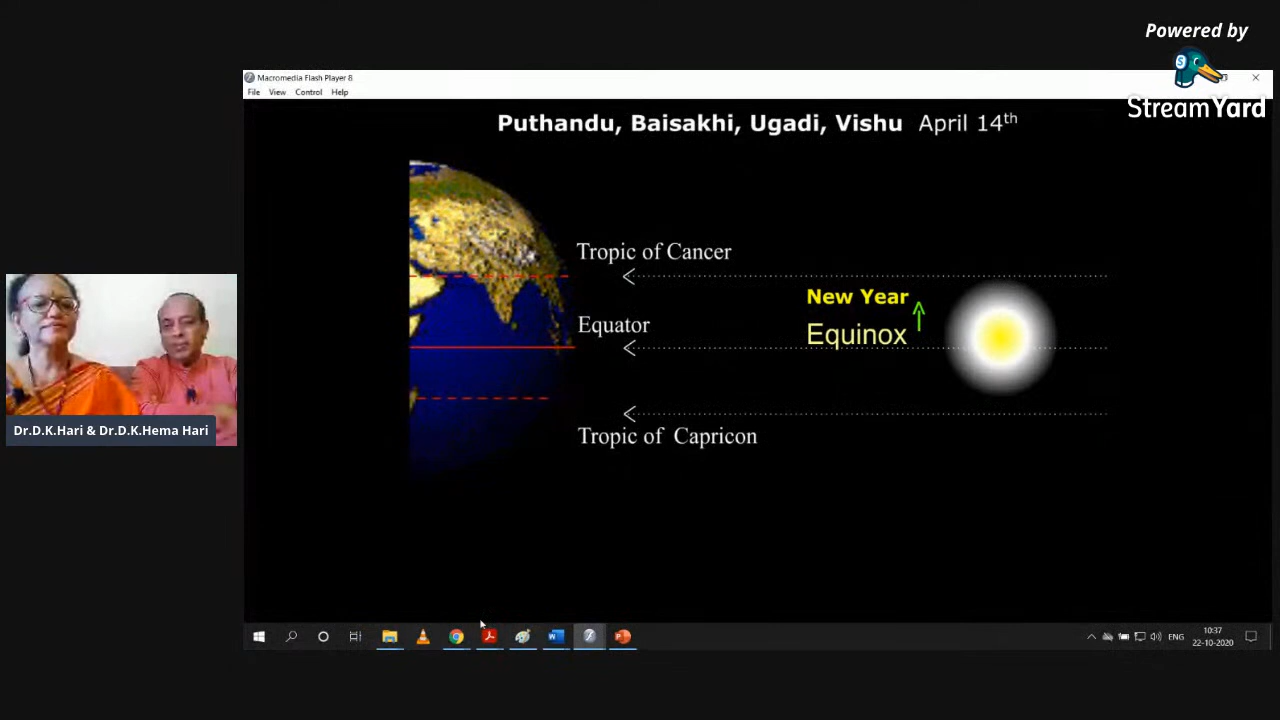 Powered by
StreamYard
Macromedia Flash Player 8
File View Control Help
Puthandu, Baisakhi, Ugadi, Vishu April 14th
Tropic of Cancer
New Year
Equator
Equinox
Tropic of Capricon
Dr.D.K.Hari & Dr.D.K.Hema Hari
ENG
10:37
22-10-2020